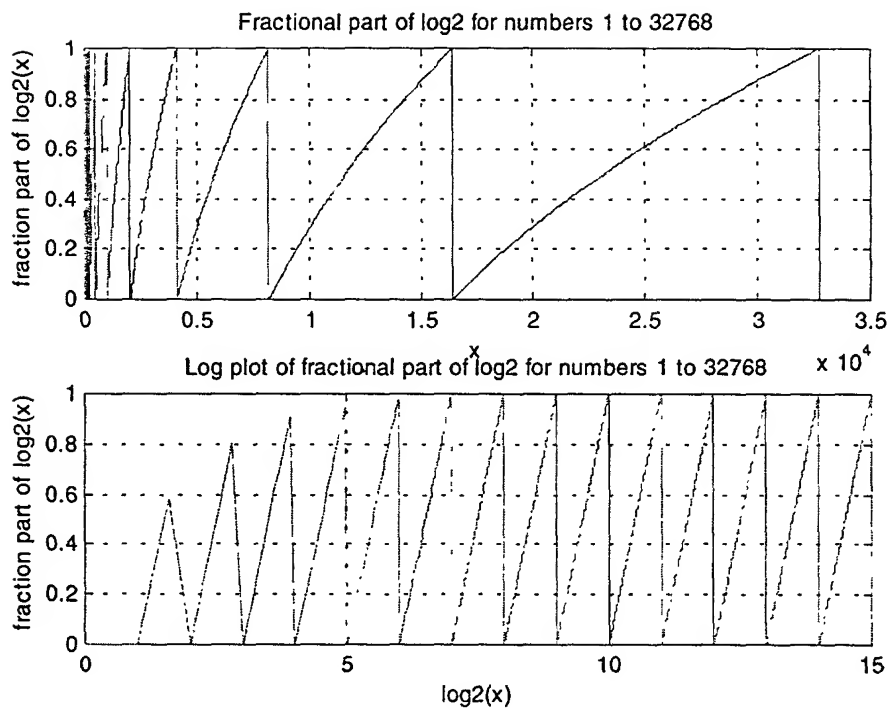 Fractional part of log2 for numbers 1 to 32768
fraction part of log2(x)
1
0.8
0.6
0.4
0.2
0
0 0.5 1 1.5 2 2.5 3 3.5
x
x 10^4
Log plot of fractional part of log2 for numbers 1 to 32768
fraction part of log2(x)
1
0.8
0.6
0.4
0.2
0
0 5 10 15
log2(x)